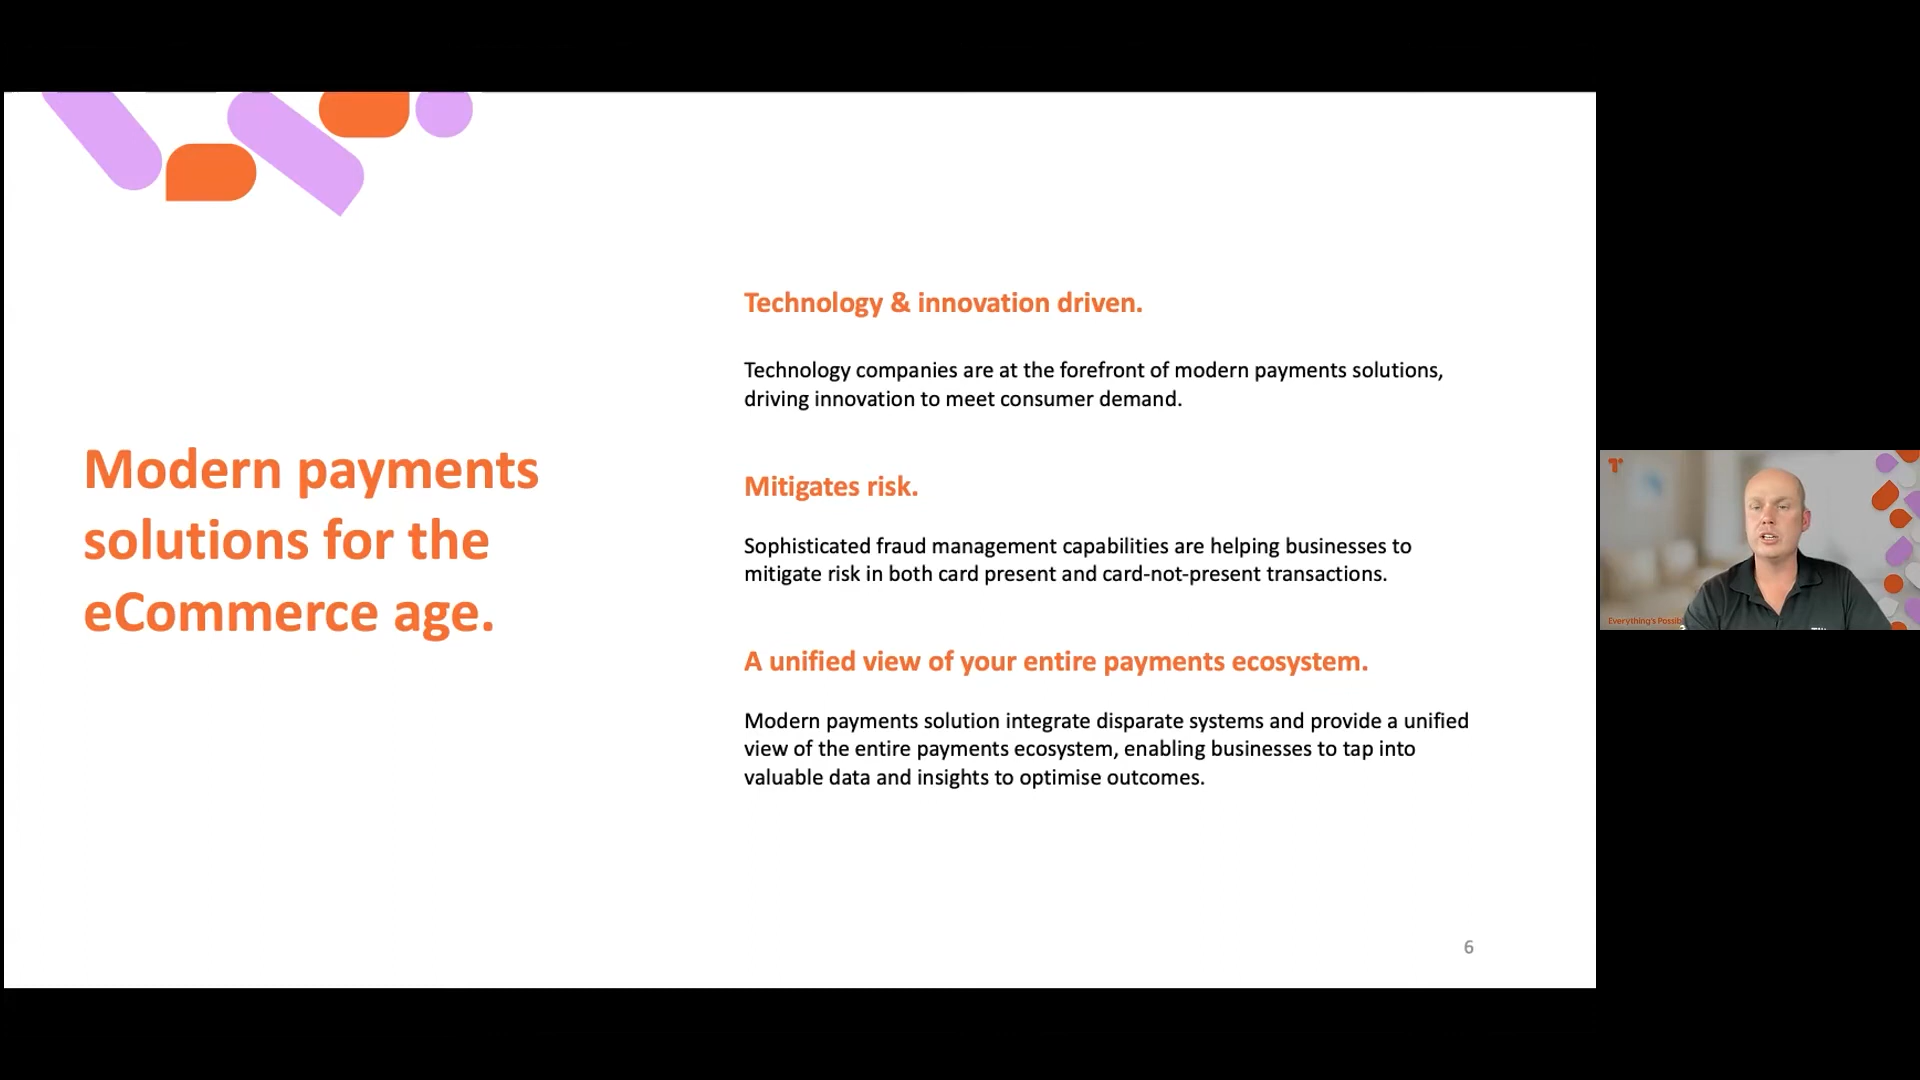 Modern payments
solutions for the
eCommerce age.
Technology & innovation driven.
Technology companies are at the forefront of modern payments solutions,
driving innovation to meet consumer demand.
Mitigates risk.
Sophisticated fraud management capabilities are helping businesses to
mitigate risk in both card present and card-not-present transactions.
A unified view of your entire payments ecosystem.
Modern payments solution integrate disparate systems and provide a unified
view of the entire payments ecosystem, enabling businesses to tap into
valuable data and insights to optimise outcomes.
6
Everything's Possib